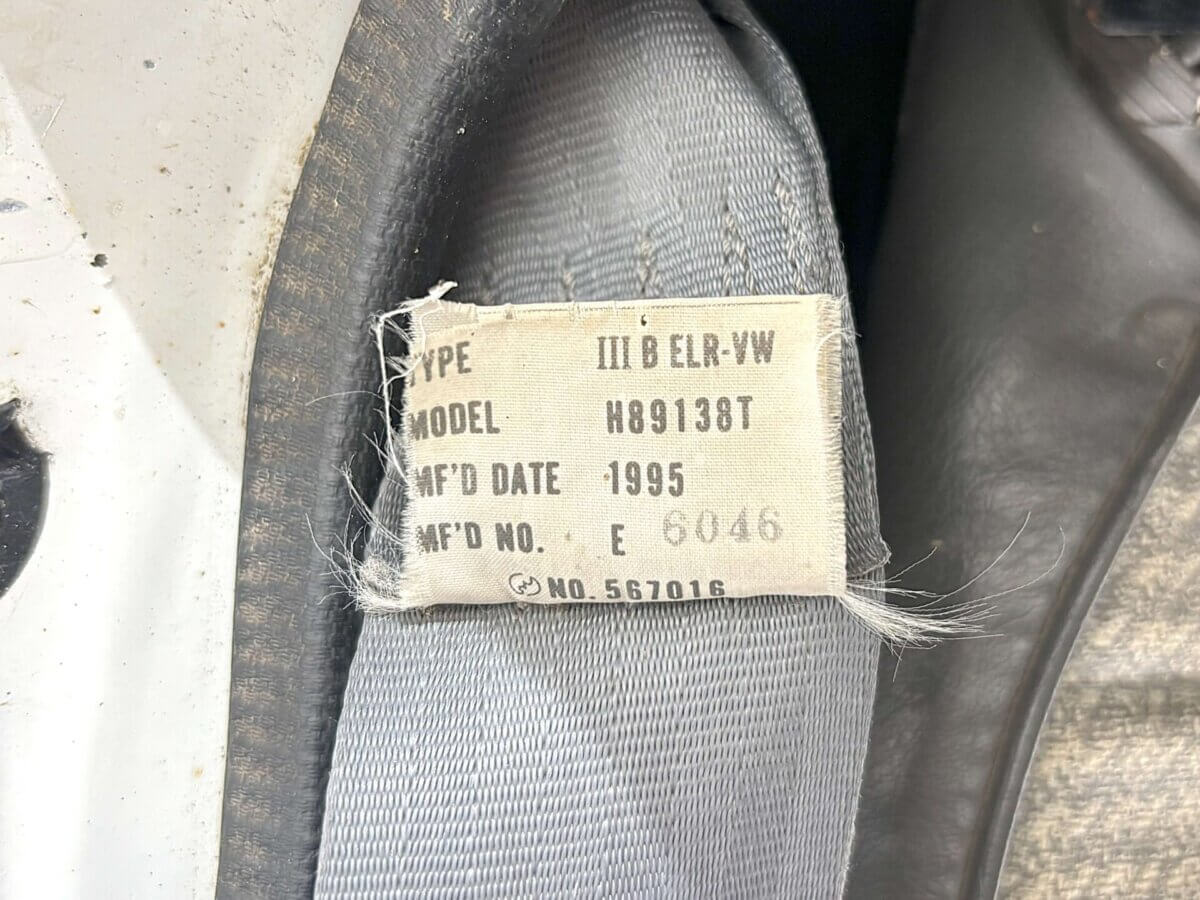 TYPE III B ELR-VW
MODEL H89138T
MF'D DATE 1995
MF'D NO. E 6046
NO. 567016